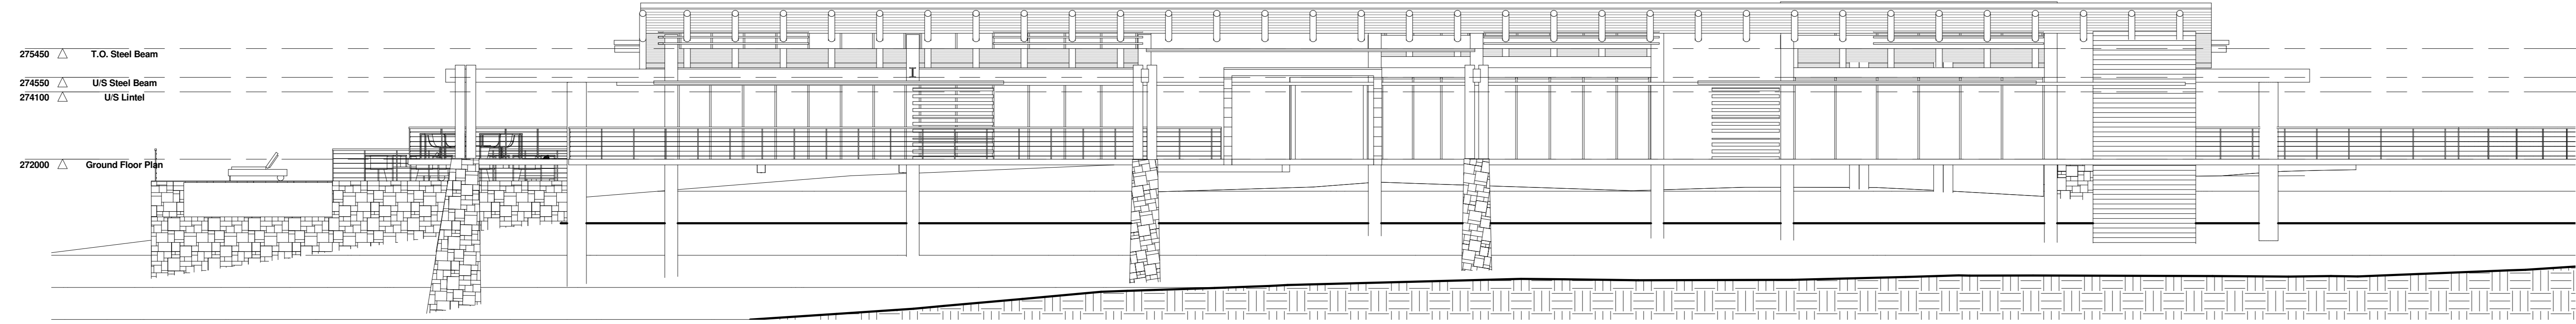 275450 T.O. Steel Beam
274550 U/S Steel Beam
274100 U/S Lintel
272000 Ground Floor Plan